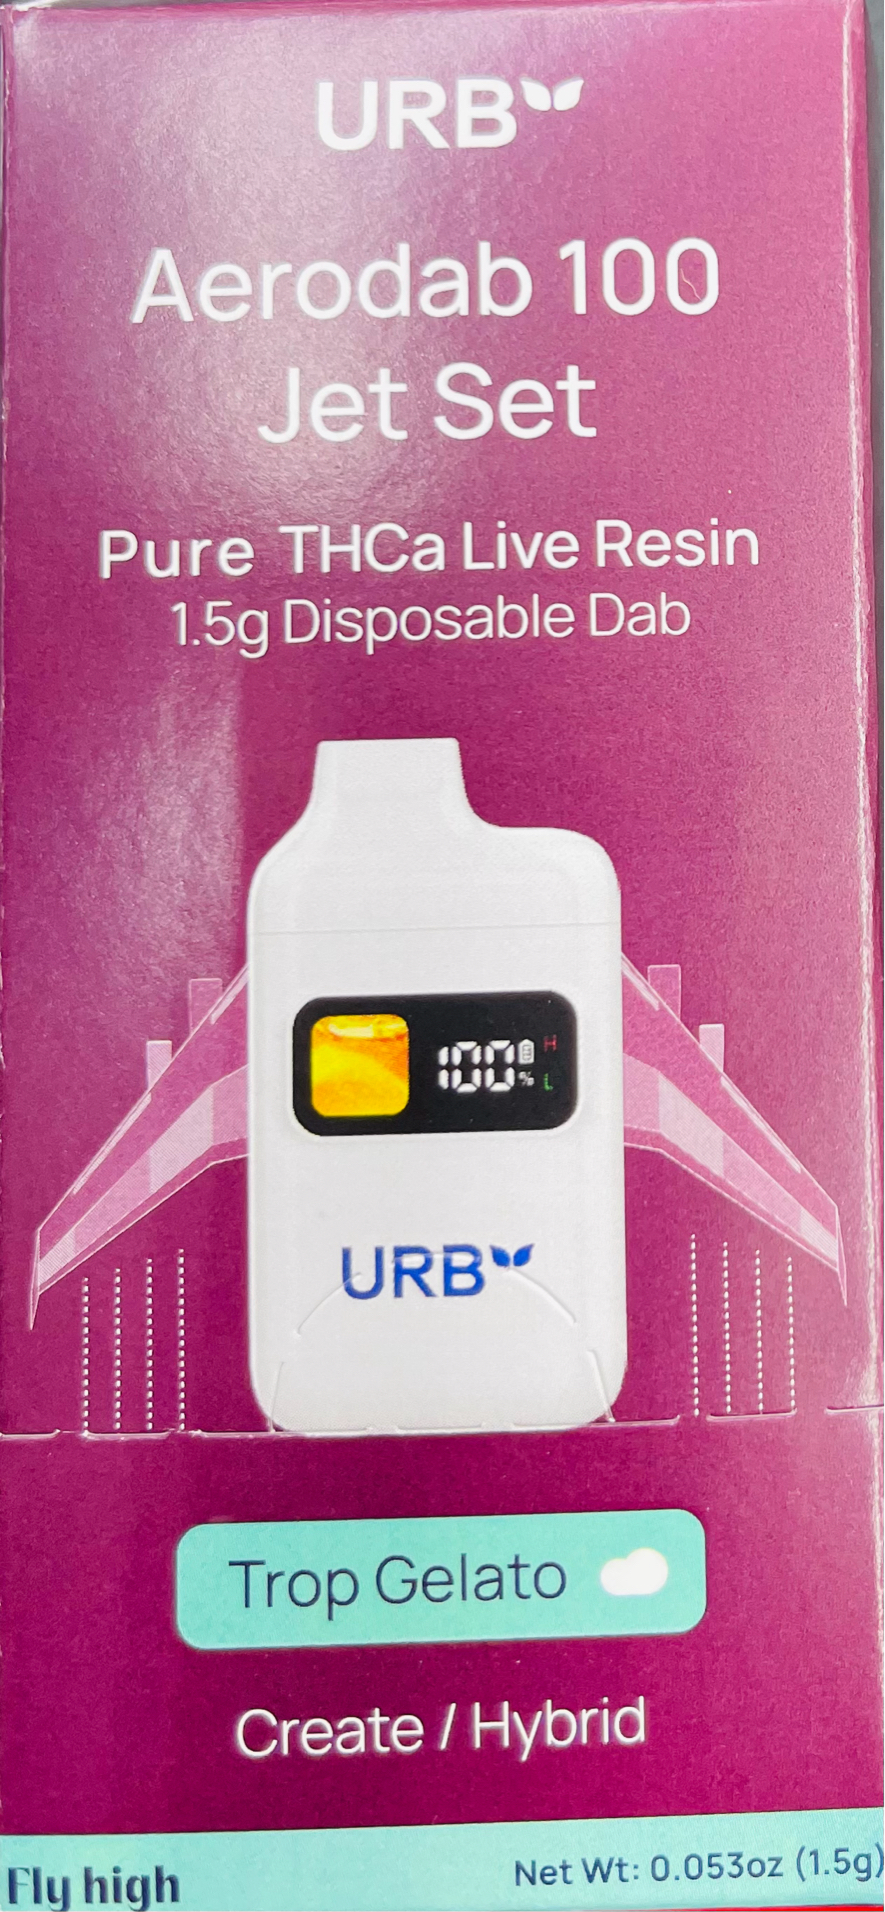 URB
Aerodab 100
Jet Set
Pure THCa Live Resin
1.5g Disposable Dab
100% H
L
URB
Trop Gelato
Create / Hybrid
Fly high
Net Wt: 0.053oz (1.5g)